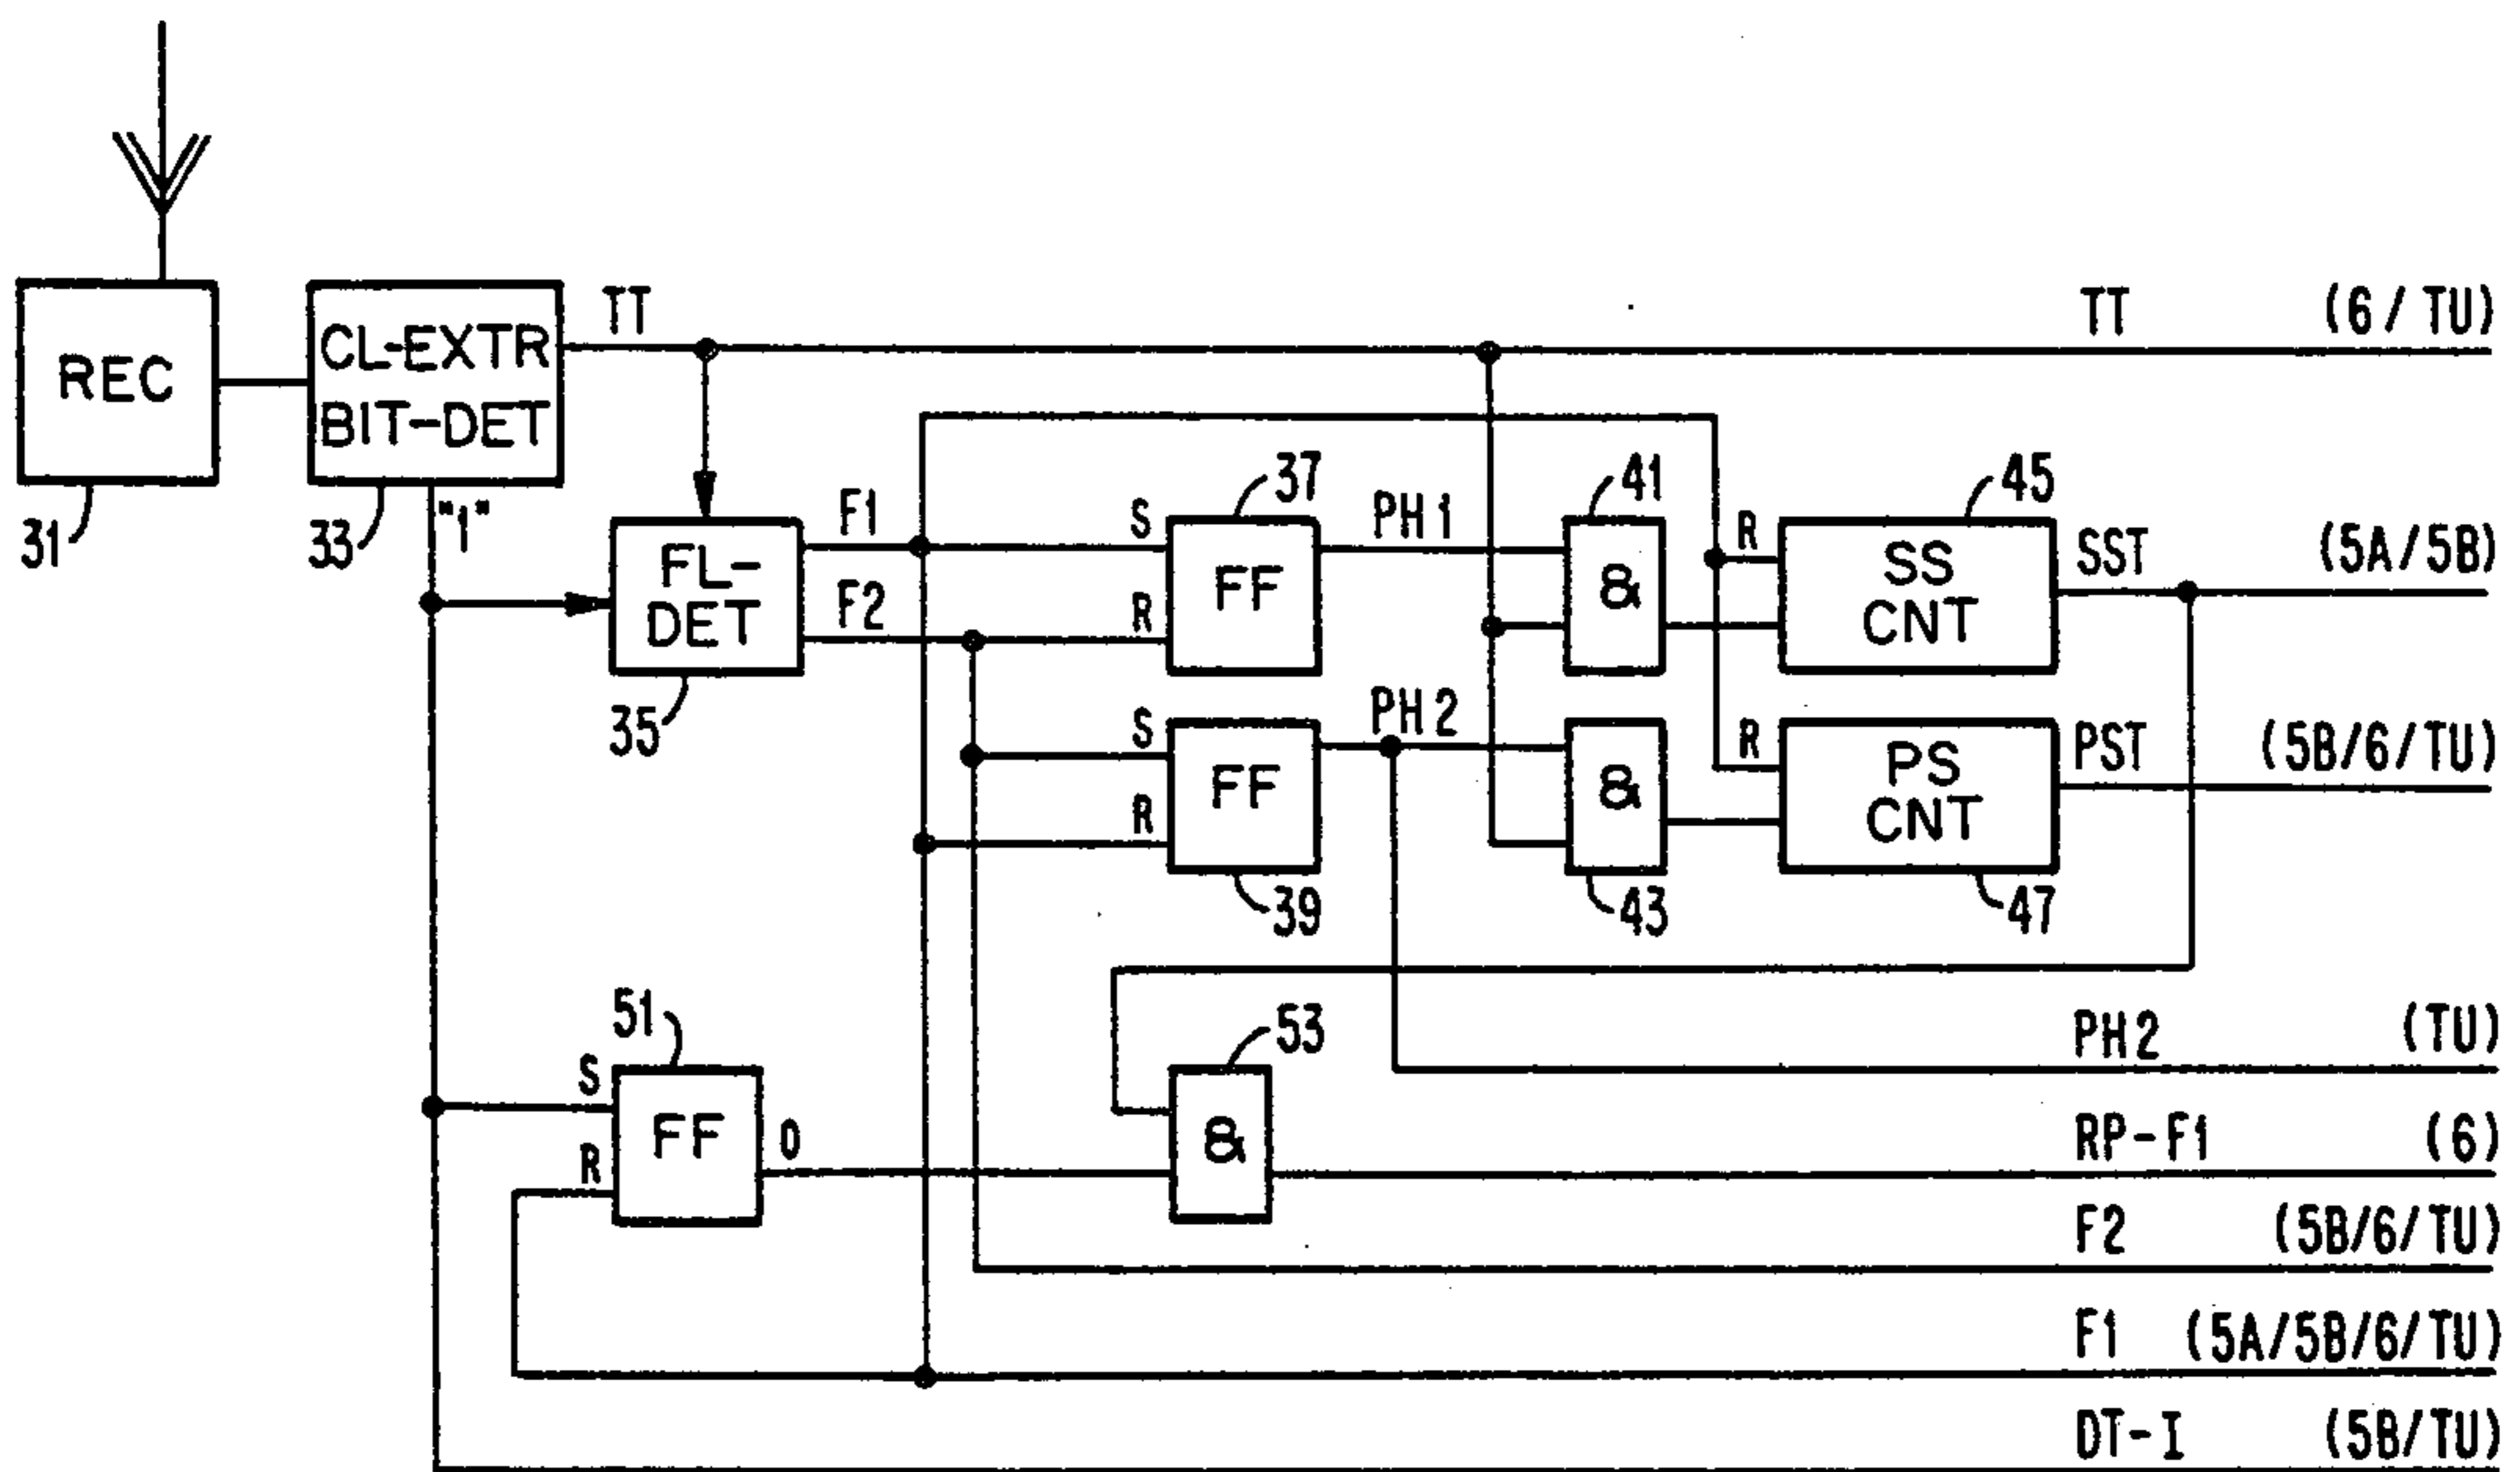 TT
TT (6/TU)
REC
CL-EXTR
BIT-DET
31
33
"1"
F1
F2
FL-
DET
35
S
R
FF
37
PH1
&
41
R
SS
CNT
45
SST (5A/5B)
S
R
FF
39
PH2
&
43
R
PS
CNT
47
PST (5B/6/TU)
51
S
R
FF
0
53
&
PH2 (TU)
RP-F1 (6)
F2 (5B/6/TU)
F1 (5A/5B/6/TU)
DT-I (5B/TU)